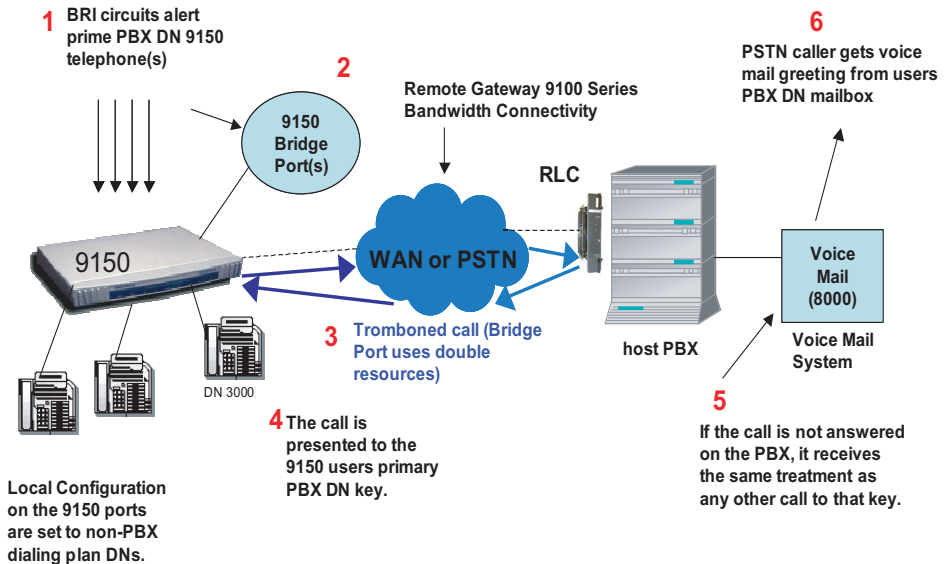 1 BRI circuits alert
prime PBX DN 9150
telephone(s)
2
9150
Bridge
Port(s)
Remote Gateway 9100 Series
Bandwidth Connectivity
6
PSTN caller gets voice
mail greeting from users
PBX DN mailbox
RLC
9150
WAN or PSTN
Voice
Mail
(8000)
3 Tromboned call (Bridge
Port uses double
resources)
host PBX
Voice Mail
System
DN 3000
4 The call is
presented to the
9150 users primary
PBX DN key.
5
If the call is not answered
on the PBX, it receives
the same treatment as
any other call to that key.
Local Configuration
on the 9150 ports
are set to non-PBX
dialing plan DNs.